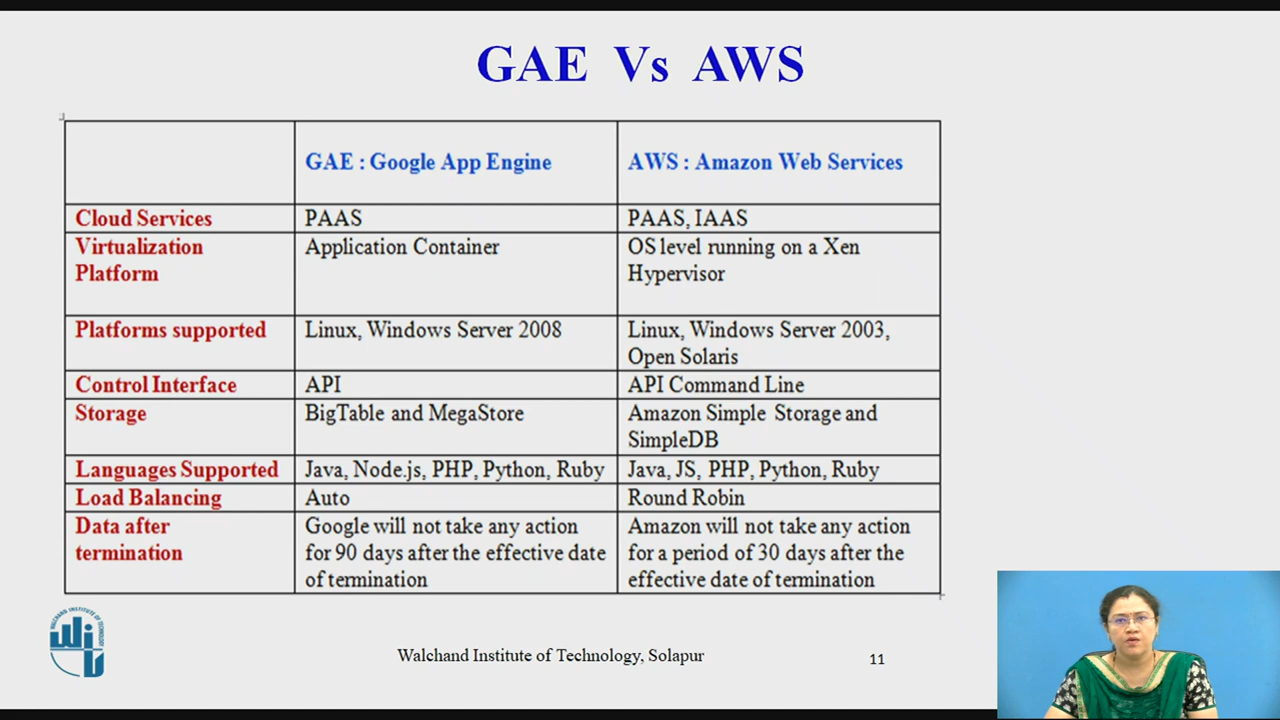 GAE Vs AWS
GAE : Google App Engine
AWS : Amazon Web Services
Cloud Services
PAAS
PAAS, IAAS
Virtualization
Platform
Application Container
OS level running on a Xen
Hypervisor
Platforms supported
Linux, Windows Server 2008
Linux, Windows Server 2003,
Open Solaris
Control Interface
API
API Command Line
Storage
BigTable and MegaStore
Amazon Simple Storage and
SimpleDB
Languages Supported
Java, Node.js, PHP, Python, Ruby
Java, JS, PHP, Python, Ruby
Load Balancing
Auto
Round Robin
Data after
termination
Google will not take any action
for 90 days after the effective date
of termination
Amazon will not take any action
for a period of 30 days after the
effective date of termination
WALCHAND INSTITUTE OF TECHNOLOGY
WIT
Walchand Institute of Technology, Solapur
11